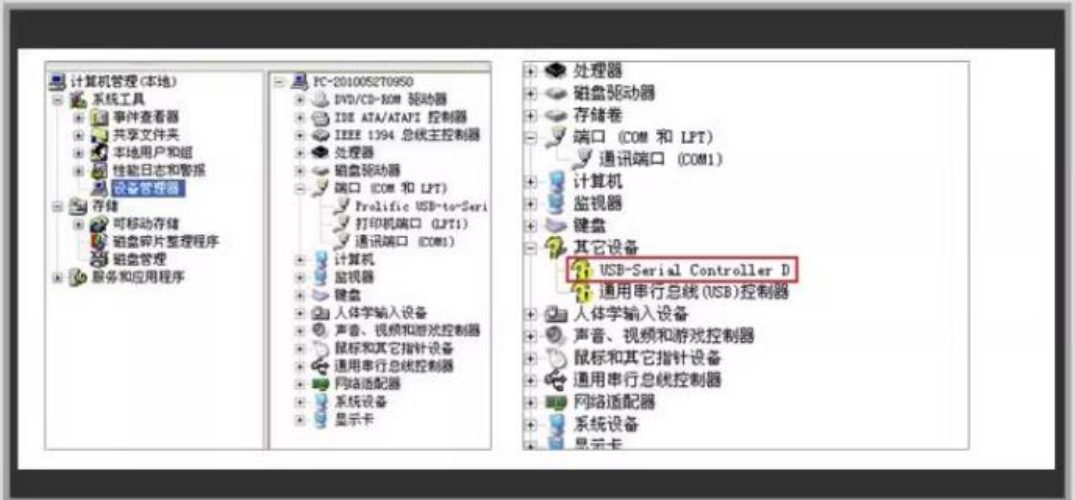 计算机管理(本地)
系统工具
事件查看器
共享文件夹
本地用户和组
性能日志和警报
设备管理器
存储
可移动存储
磁盘碎片整理程序
磁盘管理
服务和应用程序
PC-201005270950
DVD/CD-ROM 驱动器
IDE ATA/ATAPI 控制器
IEEE 1394 总线主控制器
处理器
磁盘驱动器
端口 (COM 和 LPT)
Prolific USB-to-Seri
打印机端口 (LPT1)
通讯端口 (COM1)
计算机
监视器
键盘
人体学输入设备
声音、视频和游戏控制器
鼠标和其它指针设备
通用串行总线控制器
网络适配器
系统设备
显示卡
处理器
磁盘驱动器
存储卷
端口 (COM 和 LPT)
通讯端口 (COM1)
计算机
监视器
键盘
其它设备
USB-Serial Controller D
通用串行总线(USB)控制器
人体学输入设备
声音、视频和游戏控制器
鼠标和其它指针设备
通用串行总线控制器
网络适配器
系统设备
显示卡